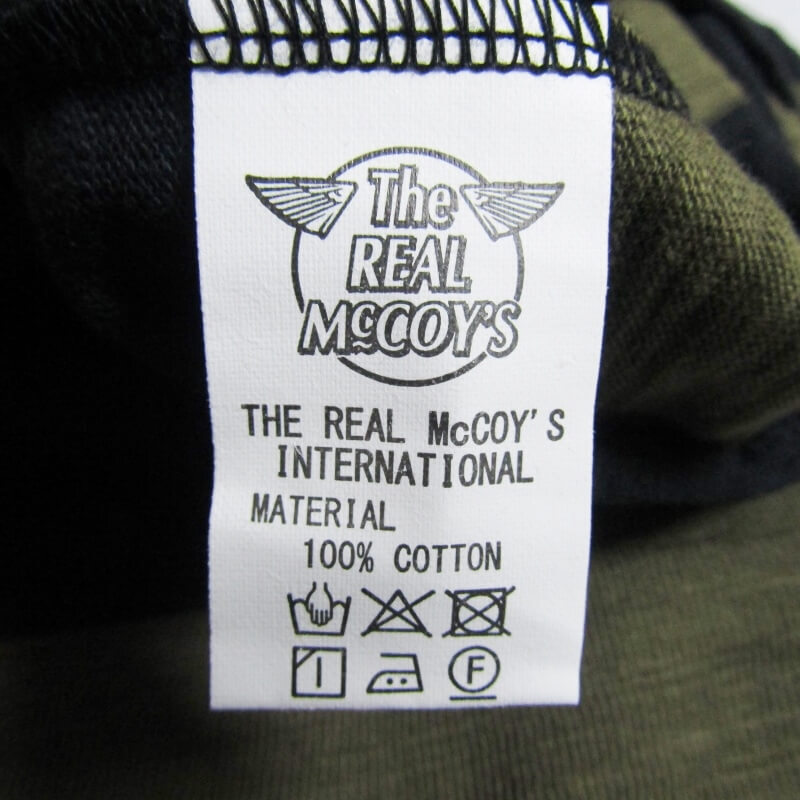 The
REAL
McCOY'S
THE REAL McCOY'S
INTERNATIONAL
MATERIAL
100% COTTON
F